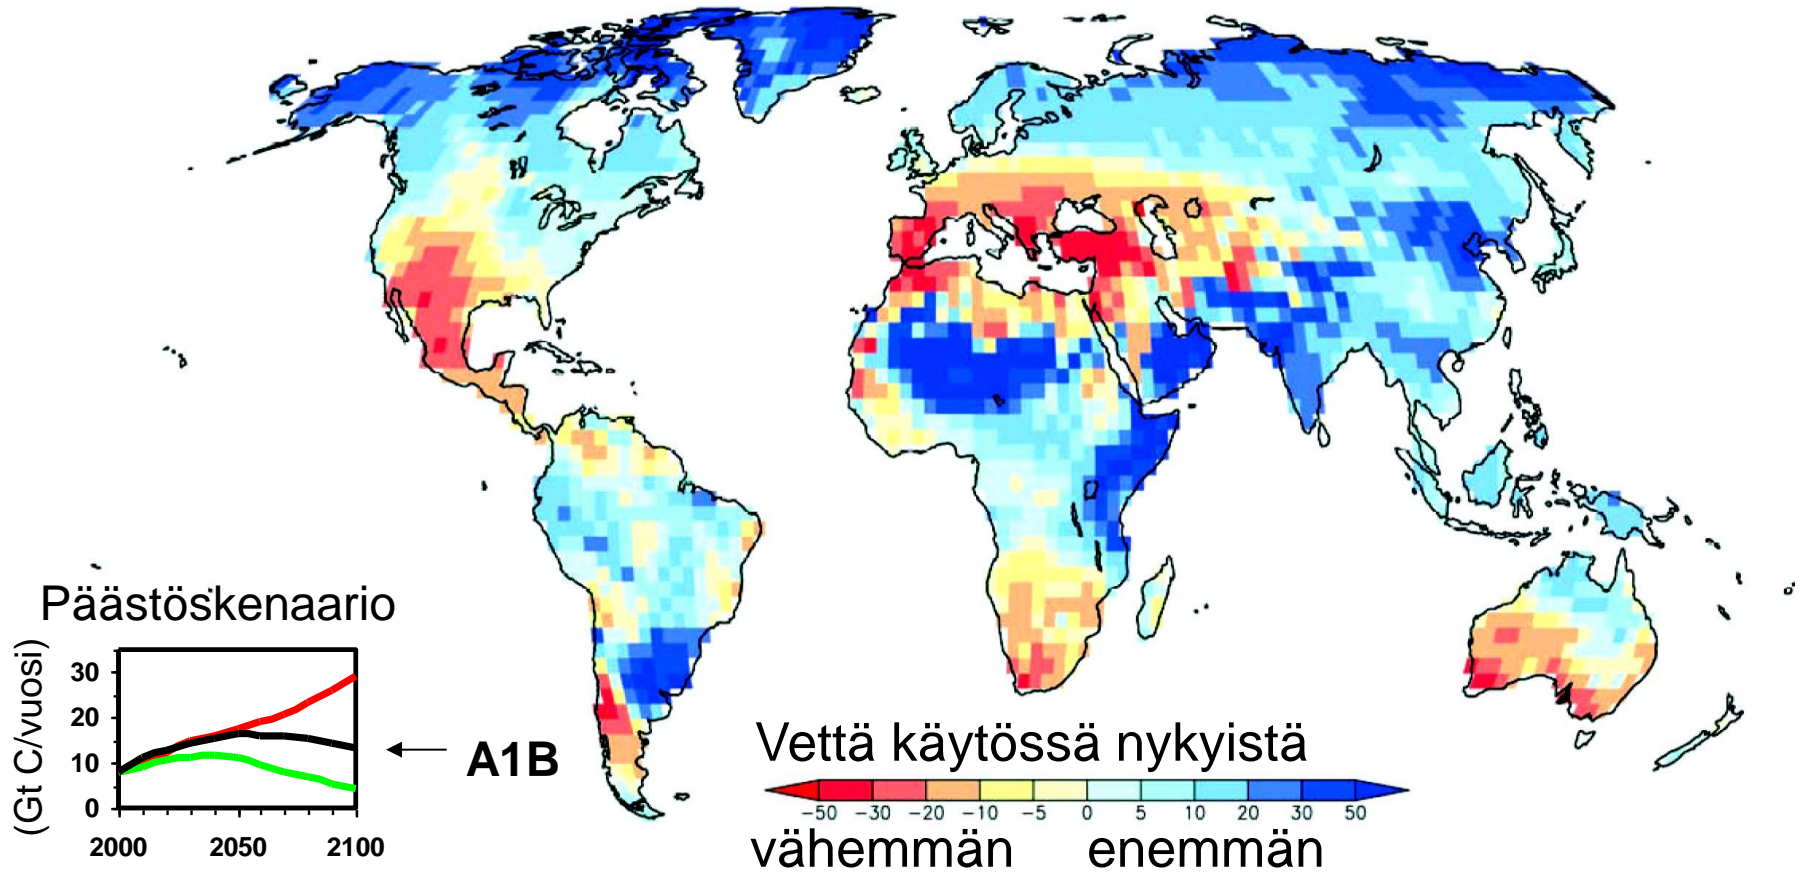 Päästöskenaario
(Gt C/vuosi)
30
20
10
0
2000 2050 2100
A1B
Vettä käytössä nykyistä
-50 -30 -20 -10 -5 0 5 10 20 30 50
vähemmän enemmän